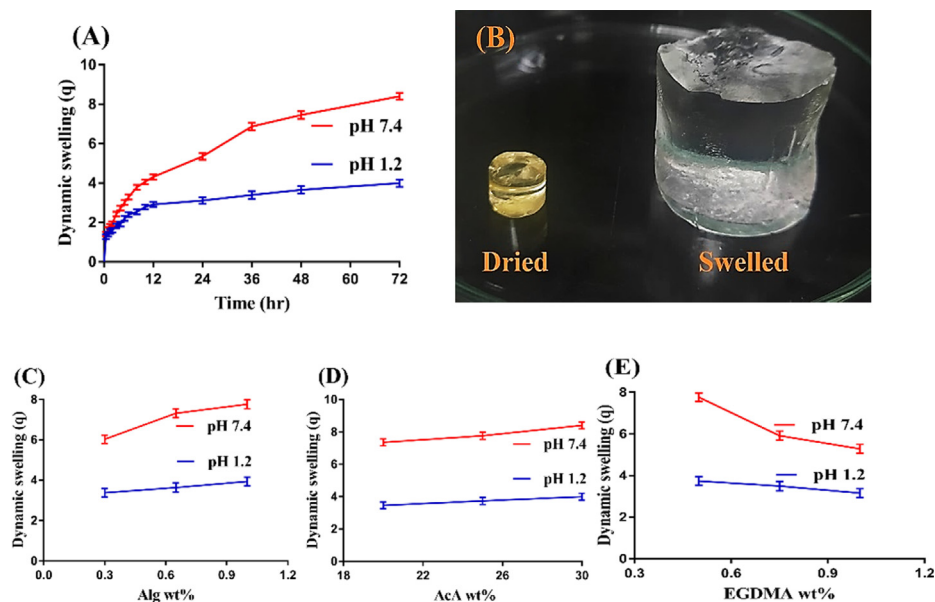 (A)
Dynamic swelling (q)
10
8
6
4
2
0
pH 7.4
pH 1.2
0 12 24 36 48 60 72
Time (hr)
(B)
Dried
Swelled
(C)
Dynamic swelling (q)
8
6
4
2
0
pH 7.4
pH 1.2
0.0 0.3 0.6 0.9 1.2
Alg wt%
(D)
Dynamic swelling (q)
10
8
6
4
2
0
pH 7.4
pH 1.2
18 22 26 30
AcA wt%
(E)
Dynamic swelling (q)
8
6
4
2
0
pH 7.4
pH 1.2
0.3 0.6 0.9 1.2
EGDMA wt%